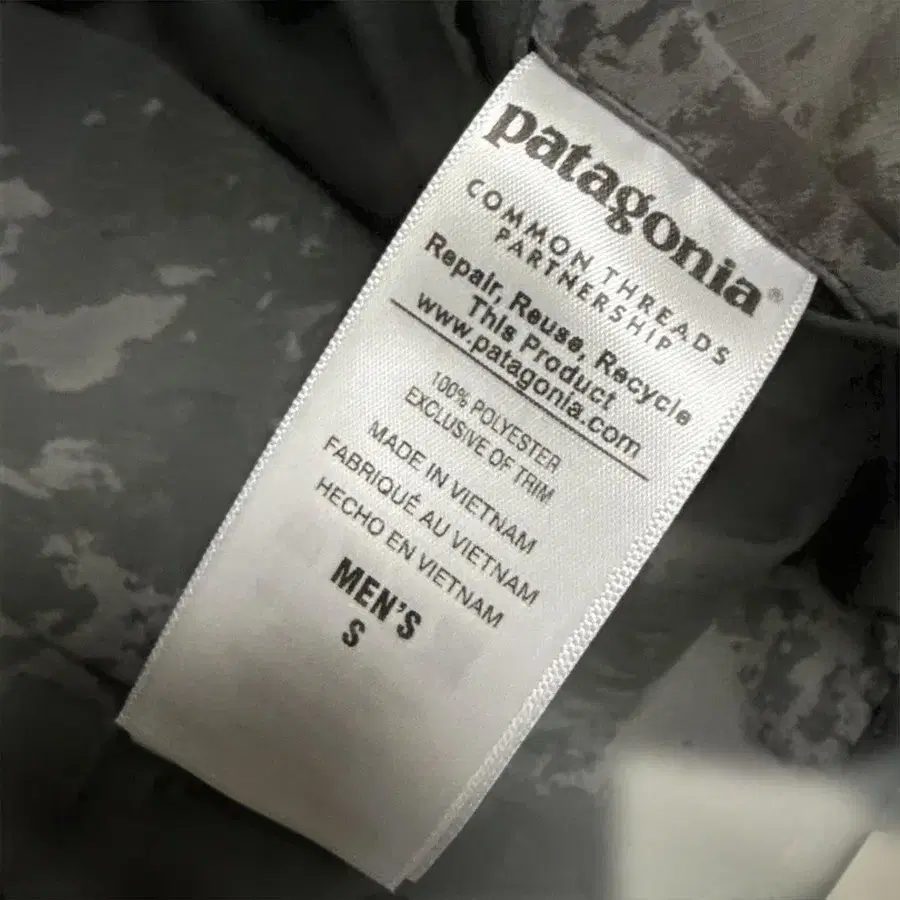 patagonia®
COMMON THREADS
PARTNERSHIP
Repair, Reuse, Recycle
This Product
www.patagonia.com
100% POLYESTER
EXCLUSIVE OF TRIM
MADE IN VIETNAM
FABRIQUÉ AU VIETNAM
HECHO EN VIETNAM
MEN'S
S